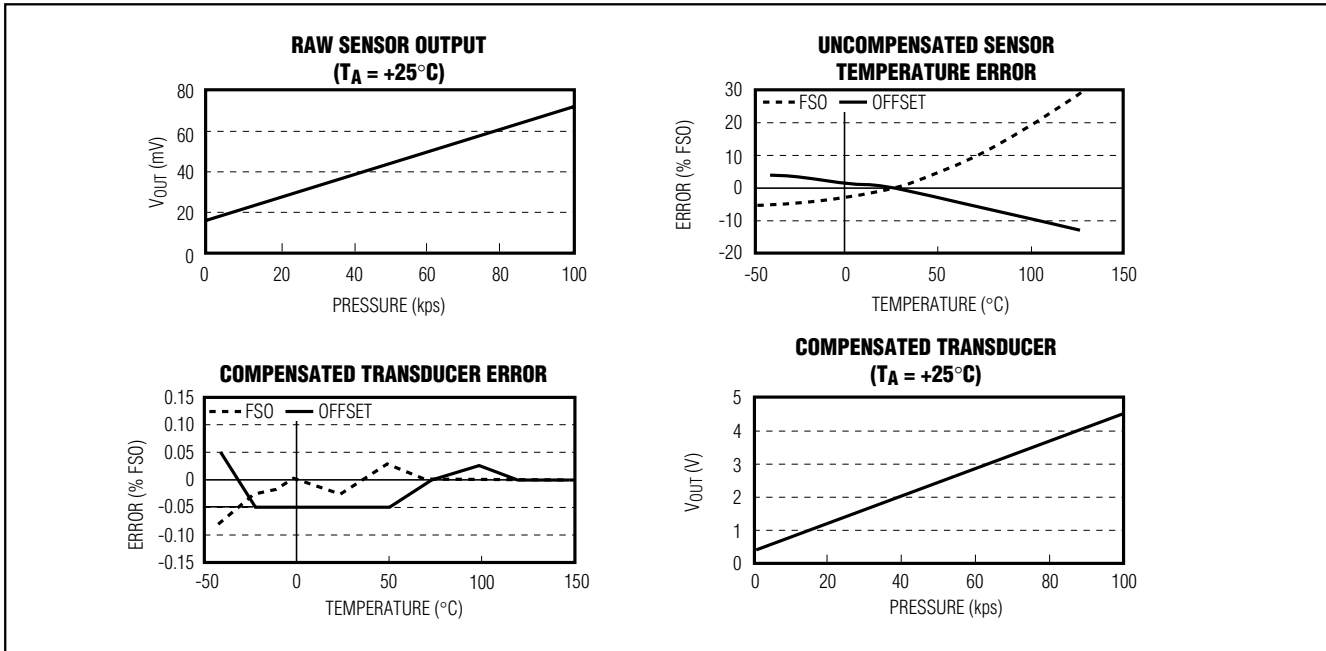 RAW SENSOR OUTPUT
(TA = +25°C)
80
60
40
20
0
VOUT (mV)
0 20 40 60 80 100
PRESSURE (kps)
UNCOMPENSATED SENSOR
TEMPERATURE ERROR
FSO OFFSET
30
20
10
0
-10
-20
ERROR (% FSO)
-50 0 50 100 150
TEMPERATURE (°C)
COMPENSATED TRANSDUCER ERROR
FSO OFFSET
0.15
0.10
0.05
0
-0.05
-0.10
-0.15
ERROR (% FSO)
-50 0 50 100 150
TEMPERATURE (°C)
COMPENSATED TRANSDUCER
(TA = +25°C)
5
4
3
2
1
0
VOUT (V)
0 20 40 60 80 100
PRESSURE (kps)